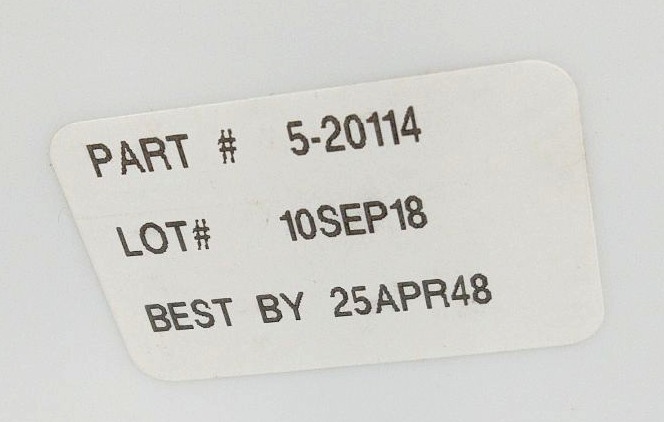 PART # 5-20114
LOT# 10SEP18
BEST BY 25APR48